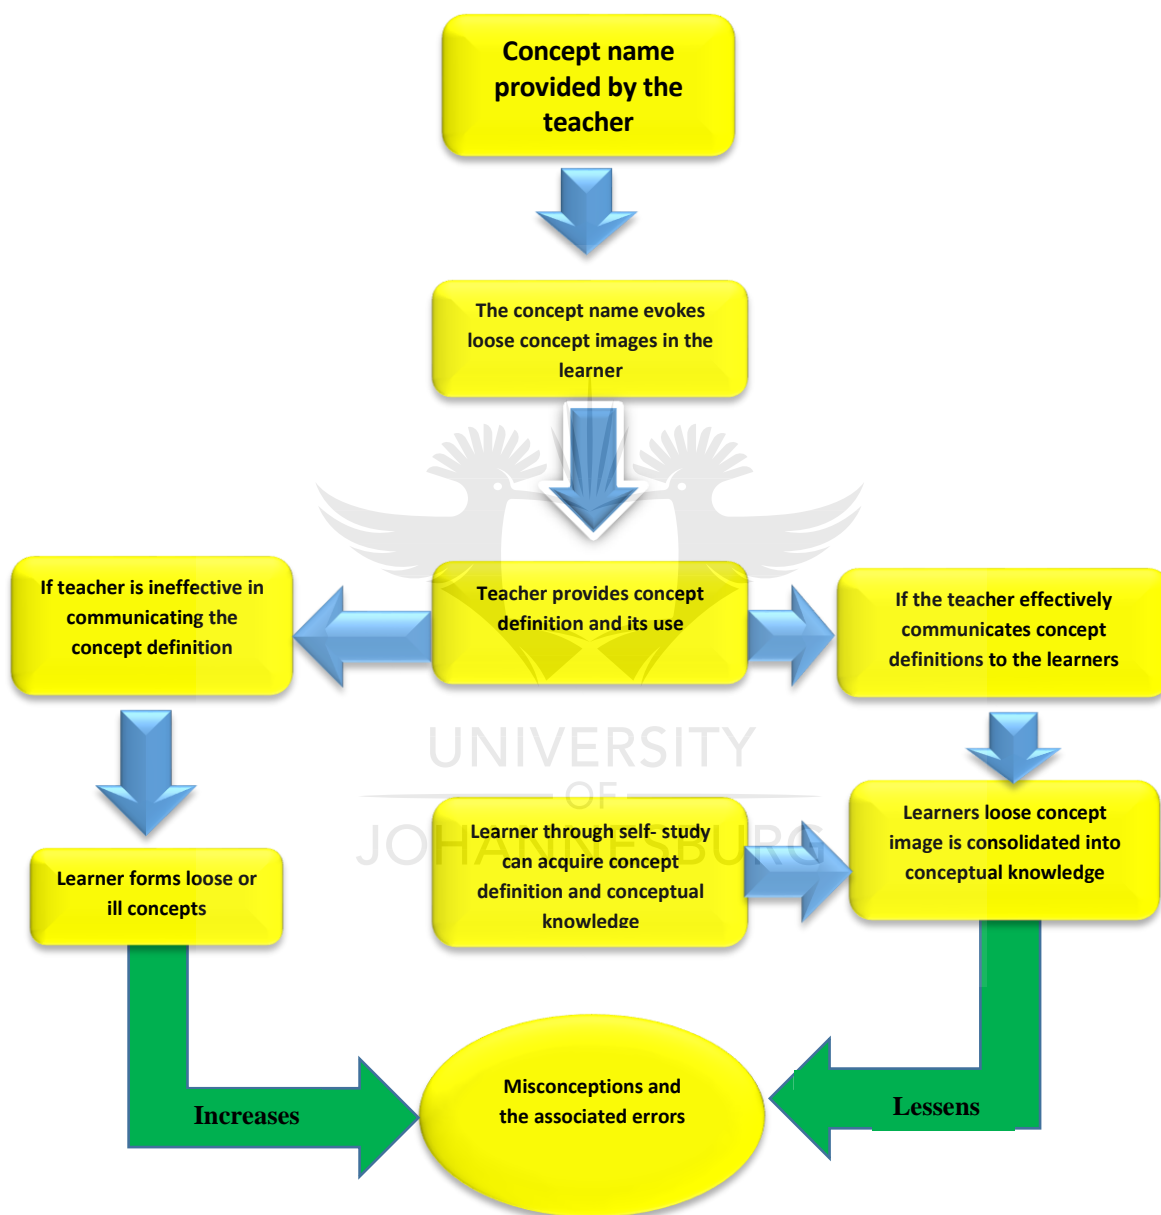 Concept name
provided by the
teacher
The concept name evokes
loose concept images in the
learner
If teacher is ineffective in
communicating the
concept definition
Teacher provides concept
definition and its use
If the teacher effectively
communicates concept
definitions to the learners
UNIVERSITY
OF
JOHANNESBURG
Learner forms loose or
ill concepts
Learner through self- study
can acquire concept
definition and conceptual
knowledge
Learners loose concept
image is consolidated into
conceptual knowledge
Increases
Misconceptions and
the associated errors
Lessens